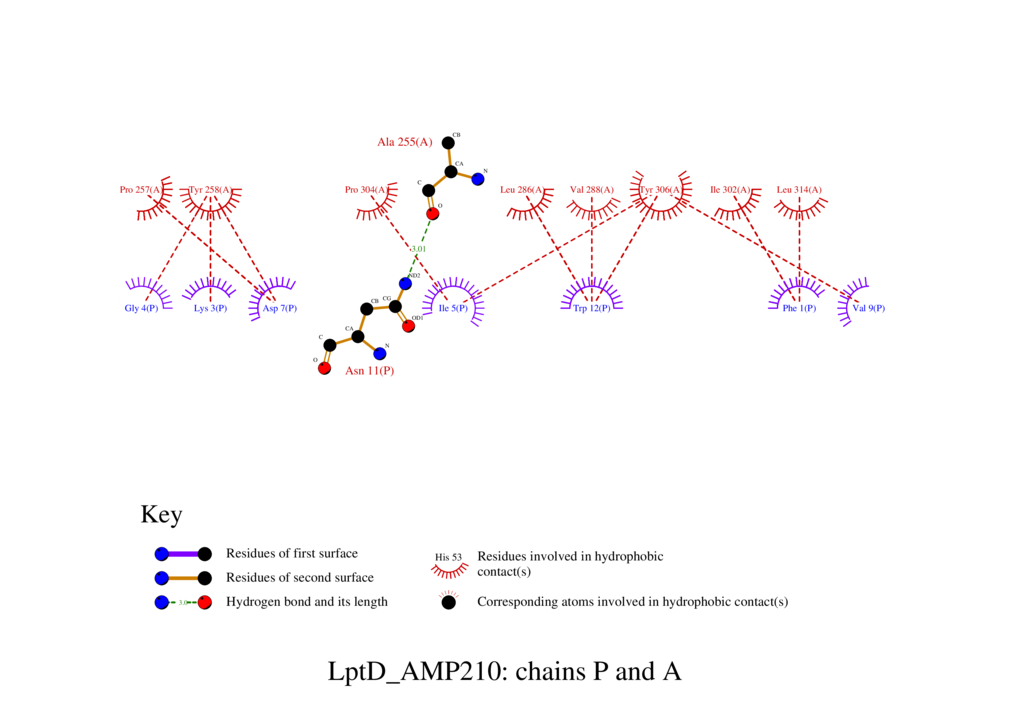 CB
Ala 255(A)
CA
N
C
O
Pro 257(A)
Tyr 258(A)
Pro 304(A)
Leu 286(A)
Val 288(A)
Tyr 306(A)
Ile 302(A)
Leu 314(A)
3.01
ND2
CB
CG
OD1
CA
N
C
O
Asn 11(P)
Gly 4(P)
Lys 3(P)
Asp 7(P)
Ile 5(P)
Trp 12(P)
Phe 1(P)
Val 9(P)
Key
Residues of first surface
Residues of second surface
3.0
Hydrogen bond and its length
His 53
Residues involved in hydrophobic
contact(s)
Corresponding atoms involved in hydrophobic contact(s)
LptD_AMP210: chains P and A